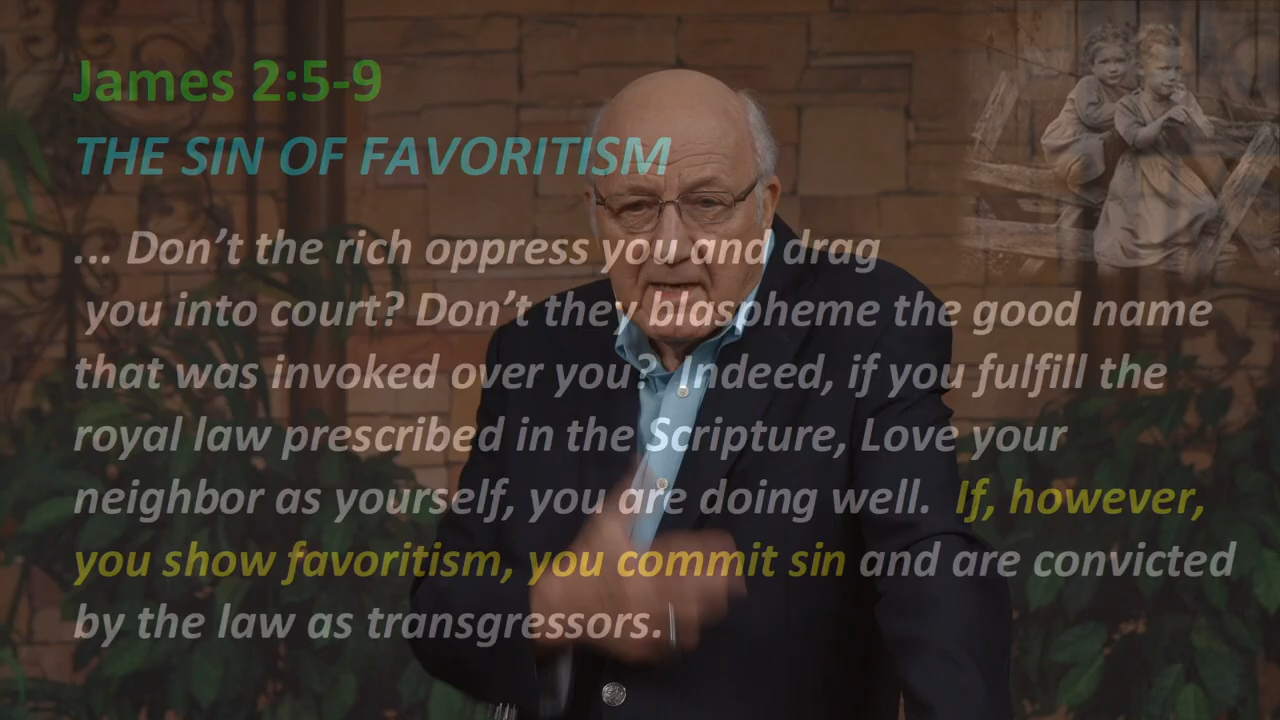 James 2:5-9
THE SIN OF FAVORITISM
... Don't the rich oppress you and drag
you into court? Don't they blaspheme the good name
that was invoked over you? Indeed, if you fulfill the
royal law prescribed in the Scripture, Love your
neighbor as yourself, you are doing well. If, however,
you show favoritism, you commit sin and are convicted
by the law as transgressors.